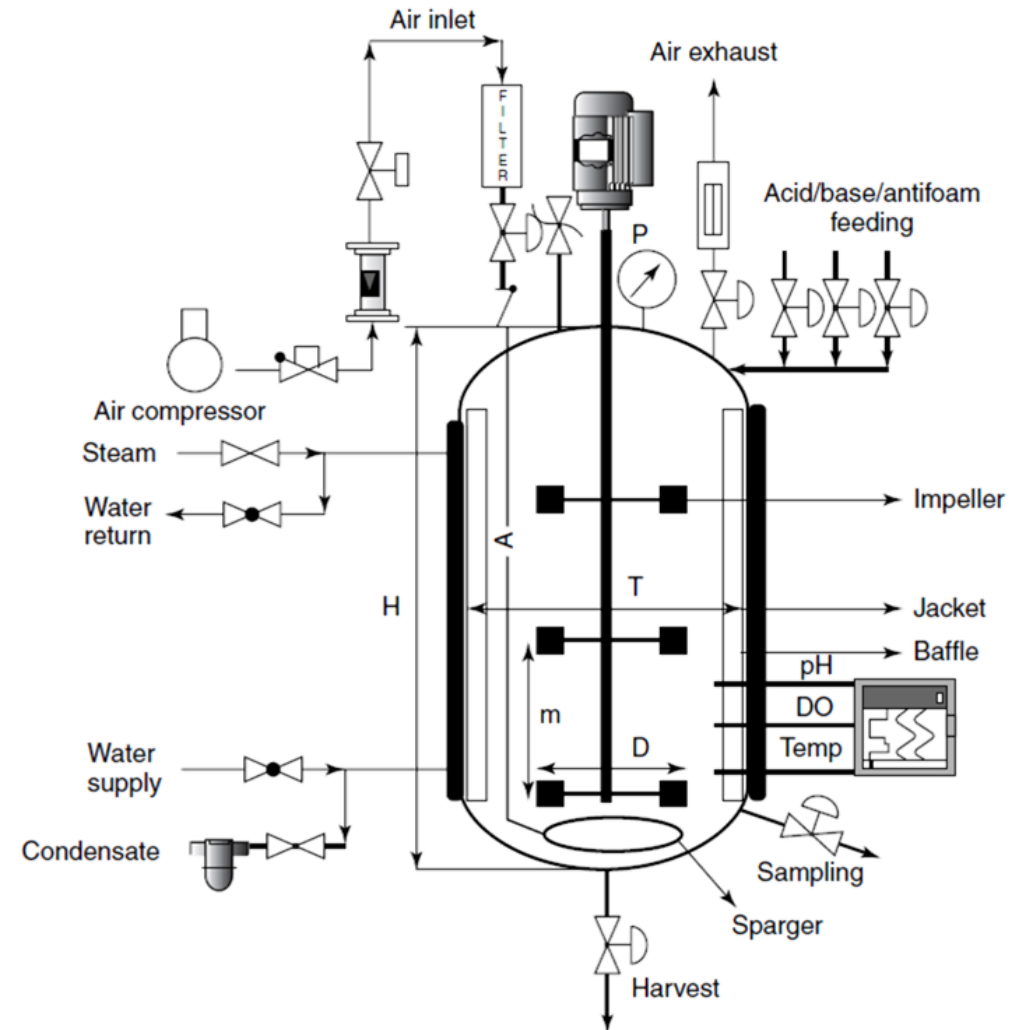 Air inlet
Air exhaust
FILTER
Acid/base/antifoam
feeding
P
Air compressor
Steam
Water
return
Impeller
A
H
T
Jacket
Baffle
pH
m
DO
D
Temp
Water
supply
Condensate
Sampling
Sparger
Harvest